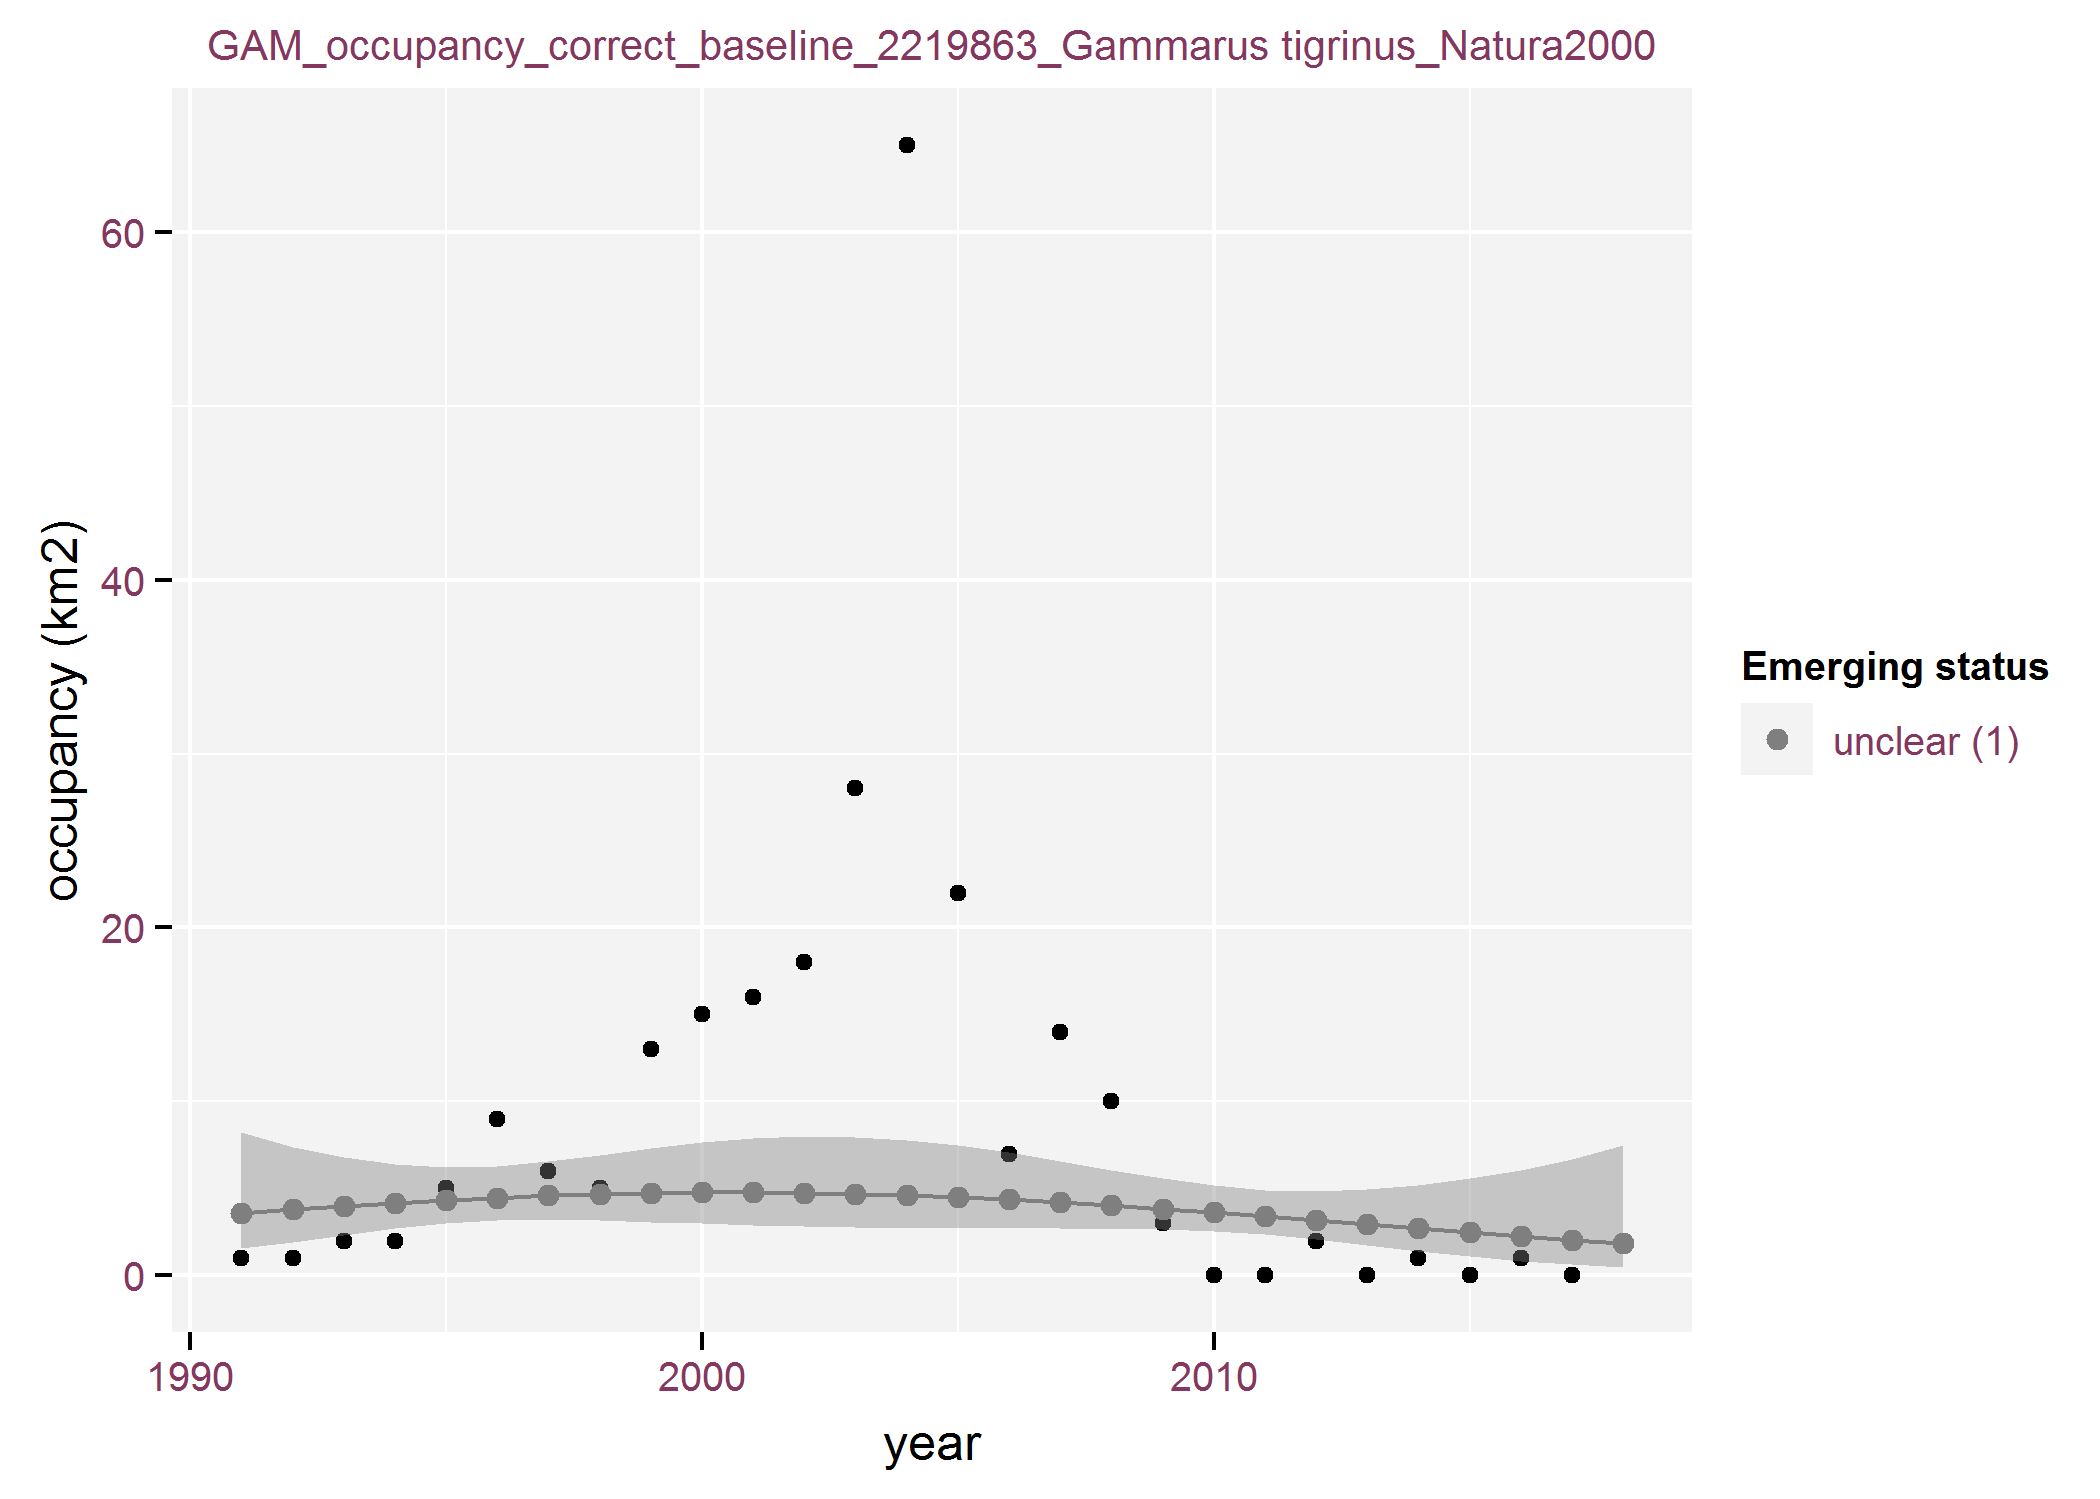 GAM_occupancy_correct_baseline_2219863_Gammarus tigrinus_Natura2000
60
40
20
0
occupancy (km2)
1990
2000
2010
year
Emerging status
unclear (1)